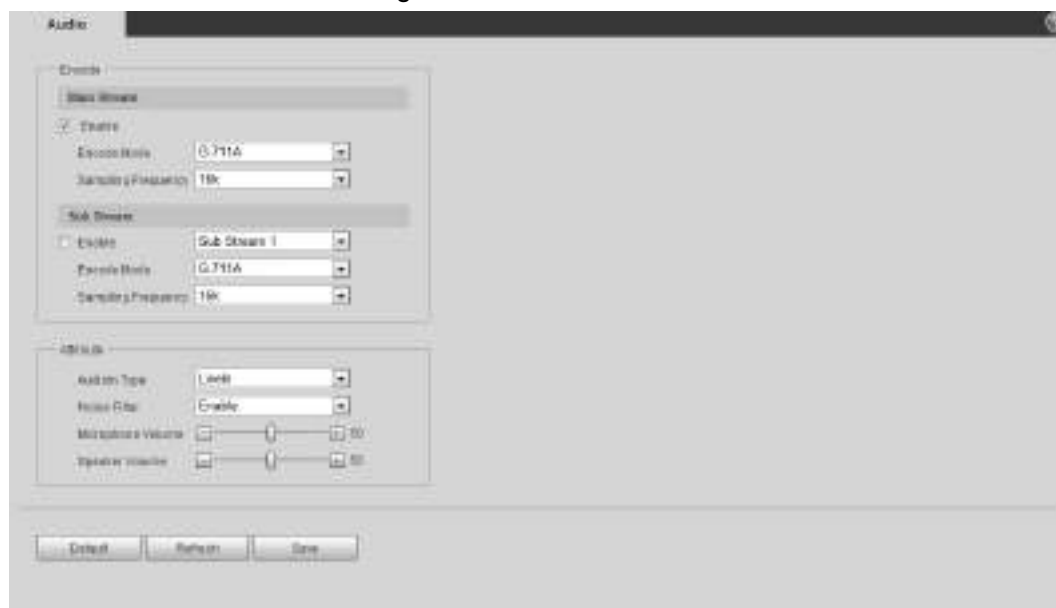 Audio
Encode
Main Stream
Enable
Encode Mode G.711A
Sampling Frequency 16k
Sub Stream
Enable Sub Stream 1
Encode Mode G.711A
Sampling Frequency 16k
Attribute
AudioIn Type LineIn
Noise Filter Enable
Microphone Volume - + 50
Speaker Volume - + 50
Default Refresh Save